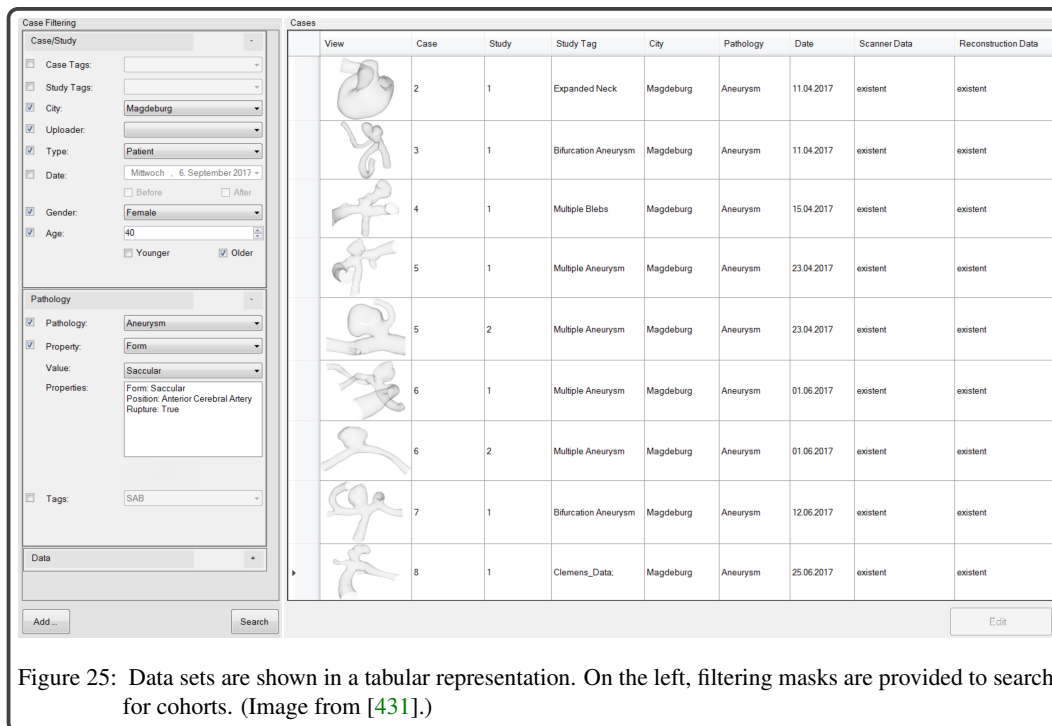 Case Filtering
Case/Study -
Case Tags:
Study Tags:
City: Magdeburg
Uploader:
Type: Patient
Date: Mittwoch , 6. September 2017
Before After
Gender: Female
Age: 40
Younger Older
Pathology -
Pathology: Aneurysm
Property: Form
Value: Saccular
Properties: Form: Saccular
Position: Anterior Cerebral Artery
Rupture: True
Tags: SAB
Data +
Add ... Search
Cases
View Case Study Study Tag City Pathology Date Scanner Data Reconstruction Data
2 1 Expanded Neck Magdeburg Aneurysm 11.04.2017 existent existent
3 1 Bifurcation Aneurysm Magdeburg Aneurysm 11.04.2017 existent existent
4 1 Multiple Blebs Magdeburg Aneurysm 15.04.2017 existent existent
5 1 Multiple Aneurysm Magdeburg Aneurysm 23.04.2017 existent existent
5 2 Multiple Aneurysm Magdeburg Aneurysm 23.04.2017 existent existent
6 1 Multiple Aneurysm Magdeburg Aneurysm 01.06.2017 existent existent
6 2 Multiple Aneurysm Magdeburg Aneurysm 01.06.2017 existent existent
7 1 Bifurcation Aneurysm Magdeburg Aneurysm 12.06.2017 existent existent
8 1 Clemens_Data; Magdeburg Aneurysm 25.06.2017 existent existent
Edit
Figure 25: Data sets are shown in a tabular representation. On the left, filtering masks are provided to search
for cohorts. (Image from [431].)